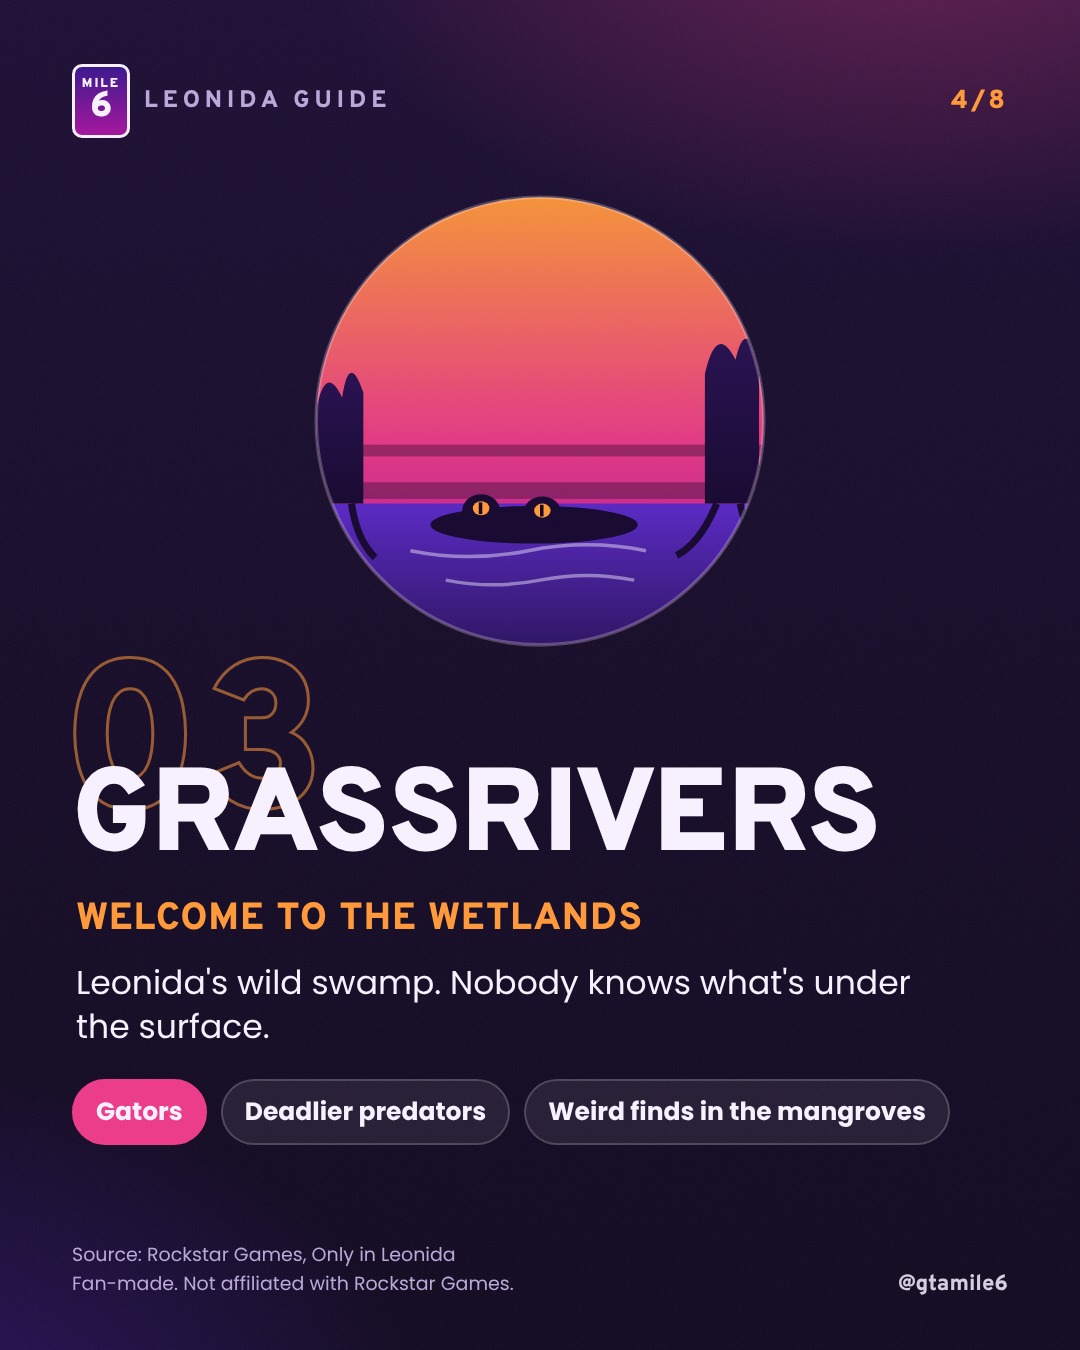 MILE
6
LEONIDA GUIDE
4/8
03
GRASSRIVERS
WELCOME TO THE WETLANDS
Leonida's wild swamp. Nobody knows what's under
the surface.
Gators
Deadlier predators
Weird finds in the mangroves
Source: Rockstar Games, Only in Leonida
Fan-made. Not affiliated with Rockstar Games.
@gtamile6